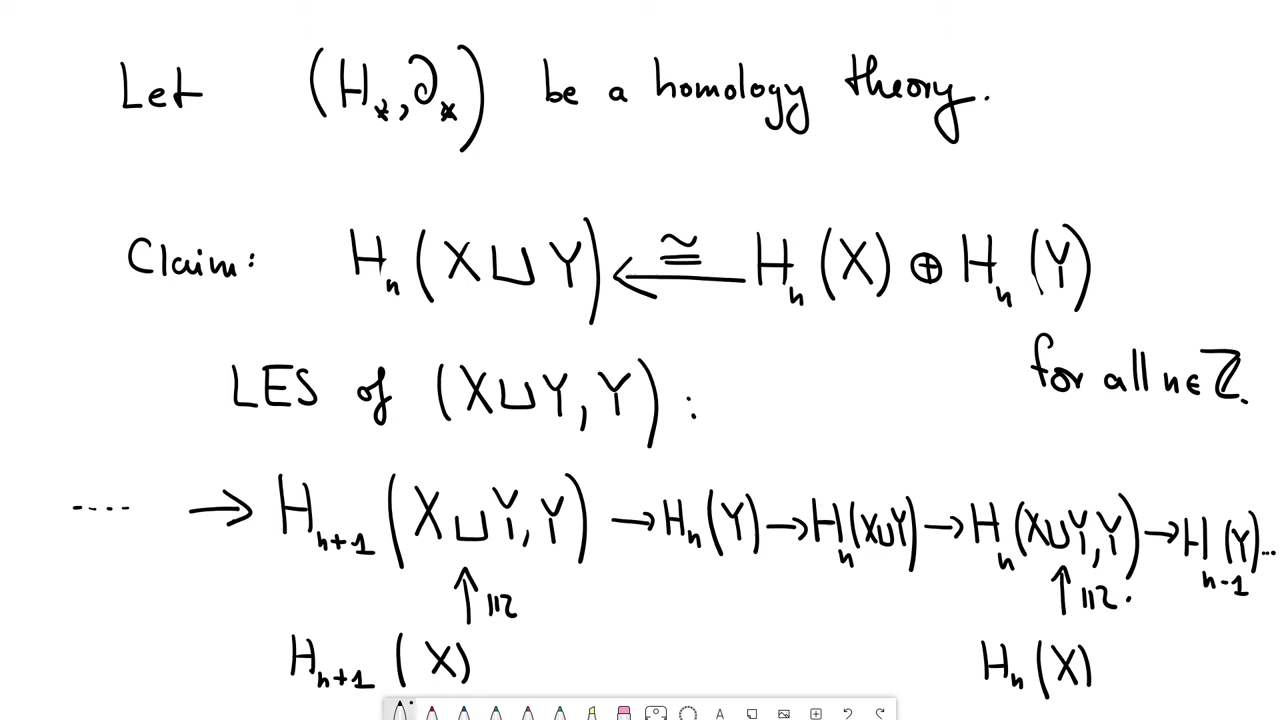 Let (H_*, ∂_*) be a homology theory.
Claim: H_n (X ⊔ Y) ←≅ H_n (X) ⊕ H_n (Y)
for all n ∈ ℤ.
LES of (X ⊔ Y, Y) :
.... → H_{n+1} (X ⊔ Y, Y) → H_n (Y) → H_n (X ⊔ Y) → H_n (X ⊔ Y, Y) → H_{n-1} (Y) ...
↑ ≅ ↑ ≅ .
H_{n+1} (X) H_n (X)